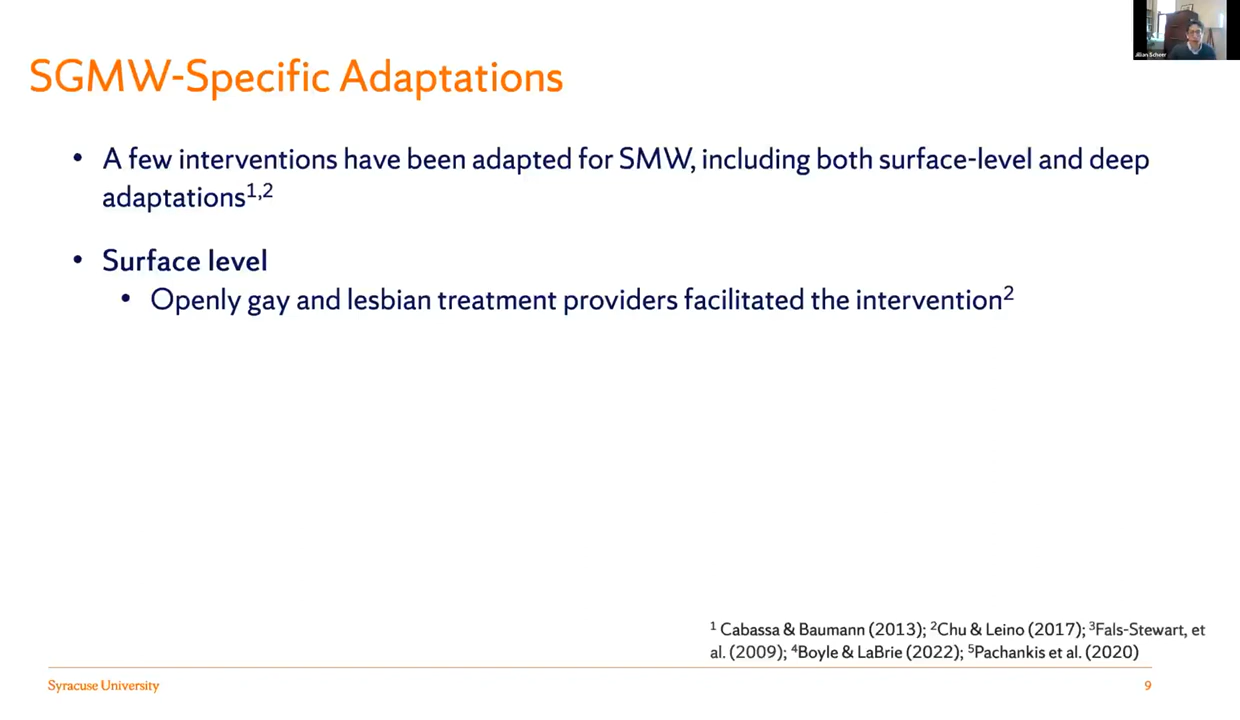 Jillian Scheer
SGMW-Specific Adaptations
• A few interventions have been adapted for SMW, including both surface-level and deep
adaptations1,2
• Surface level
• Openly gay and lesbian treatment providers facilitated the intervention2
1 Cabassa & Baumann (2013); 2Chu & Leino (2017); 3Fals-Stewart, et
al. (2009); 4Boyle & LaBrie (2022); 5Pachankis et al. (2020)
Syracuse University
9